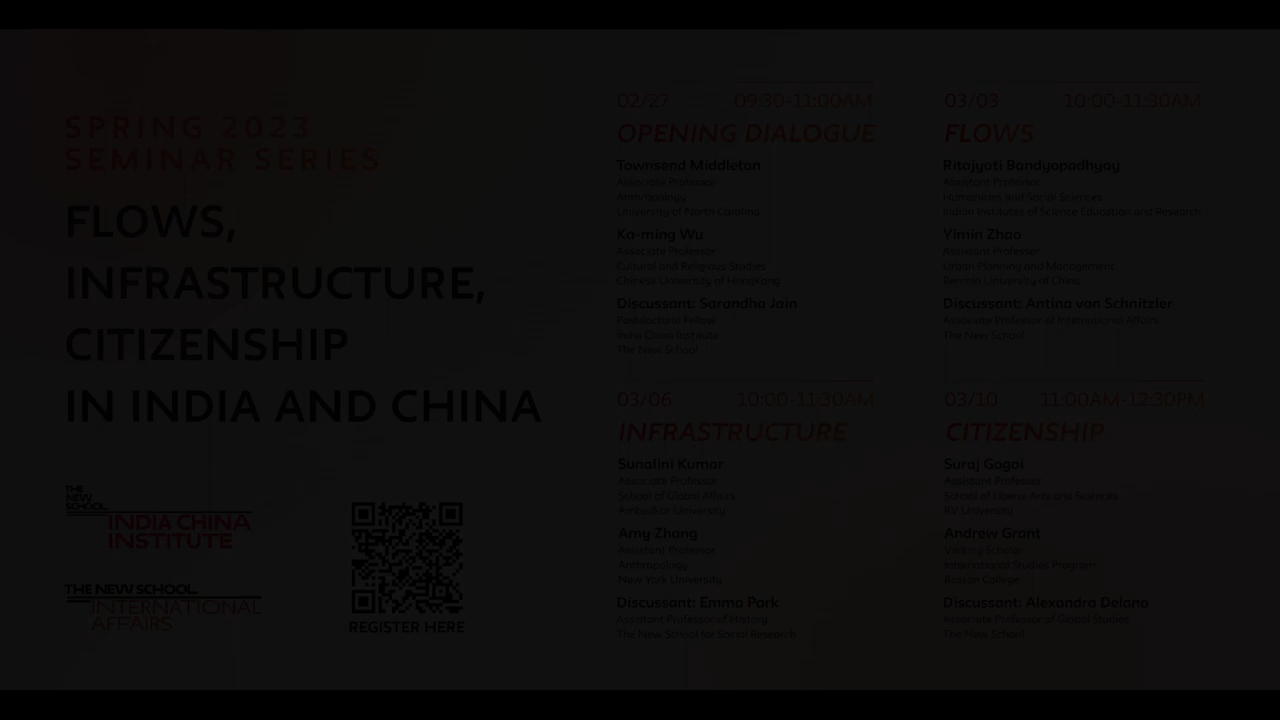 SPRING 2023
SEMINAR SERIES
FLOWS,
INFRASTRUCTURE,
CITIZENSHIP
IN INDIA AND CHINA
THE
NEW
SCHOOL
INDIA CHINA
INSTITUTE
THE NEW SCHOOL
INTERNATIONAL
AFFAIRS
REGISTER HERE
02/27 09:30-11:00AM
OPENING DIALOGUE
Townsend Middleton
Associate Professor
Anthropology
University of North Carolina
Ka-ming Wu
Associate Professor
Cultural and Religious Studies
Chinese University of HongKong
Discussant: Sarandha Jain
Postdoctoral Fellow
India China Institute
The New School
03/03 10:00-11:30AM
FLOWS
Ritajyoti Bandyopadhyay
Assistant Professor
Humanities and Social Sciences
Indian Institutes of Science Education and Research
Yimin Zhao
Assistant Professor
Urban Planning and Management
Renmin University of China
Discussant: Antina von Schnitzler
Associate Professor of International Affairs
The New School
03/06 10:00-11:30AM
INFRASTRUCTURE
Sunalini Kumar
Associate Professor
School of Global Affairs
Ambedkar University
Amy Zhang
Assistant Professor
Anthropology
New York University
Discussant: Emma Park
Assistant Professor of History
The New School for Social Research
03/10 11:00AM-12:30PM
CITIZENSHIP
Suraj Gogoi
Assistant Professor
School of Liberal Arts and Sciences
RV University
Andrew Grant
Visiting Scholar
International Studies Program
Boston College
Discussant: Alexandra Delano
Associate Professor of Global Studies
The New School